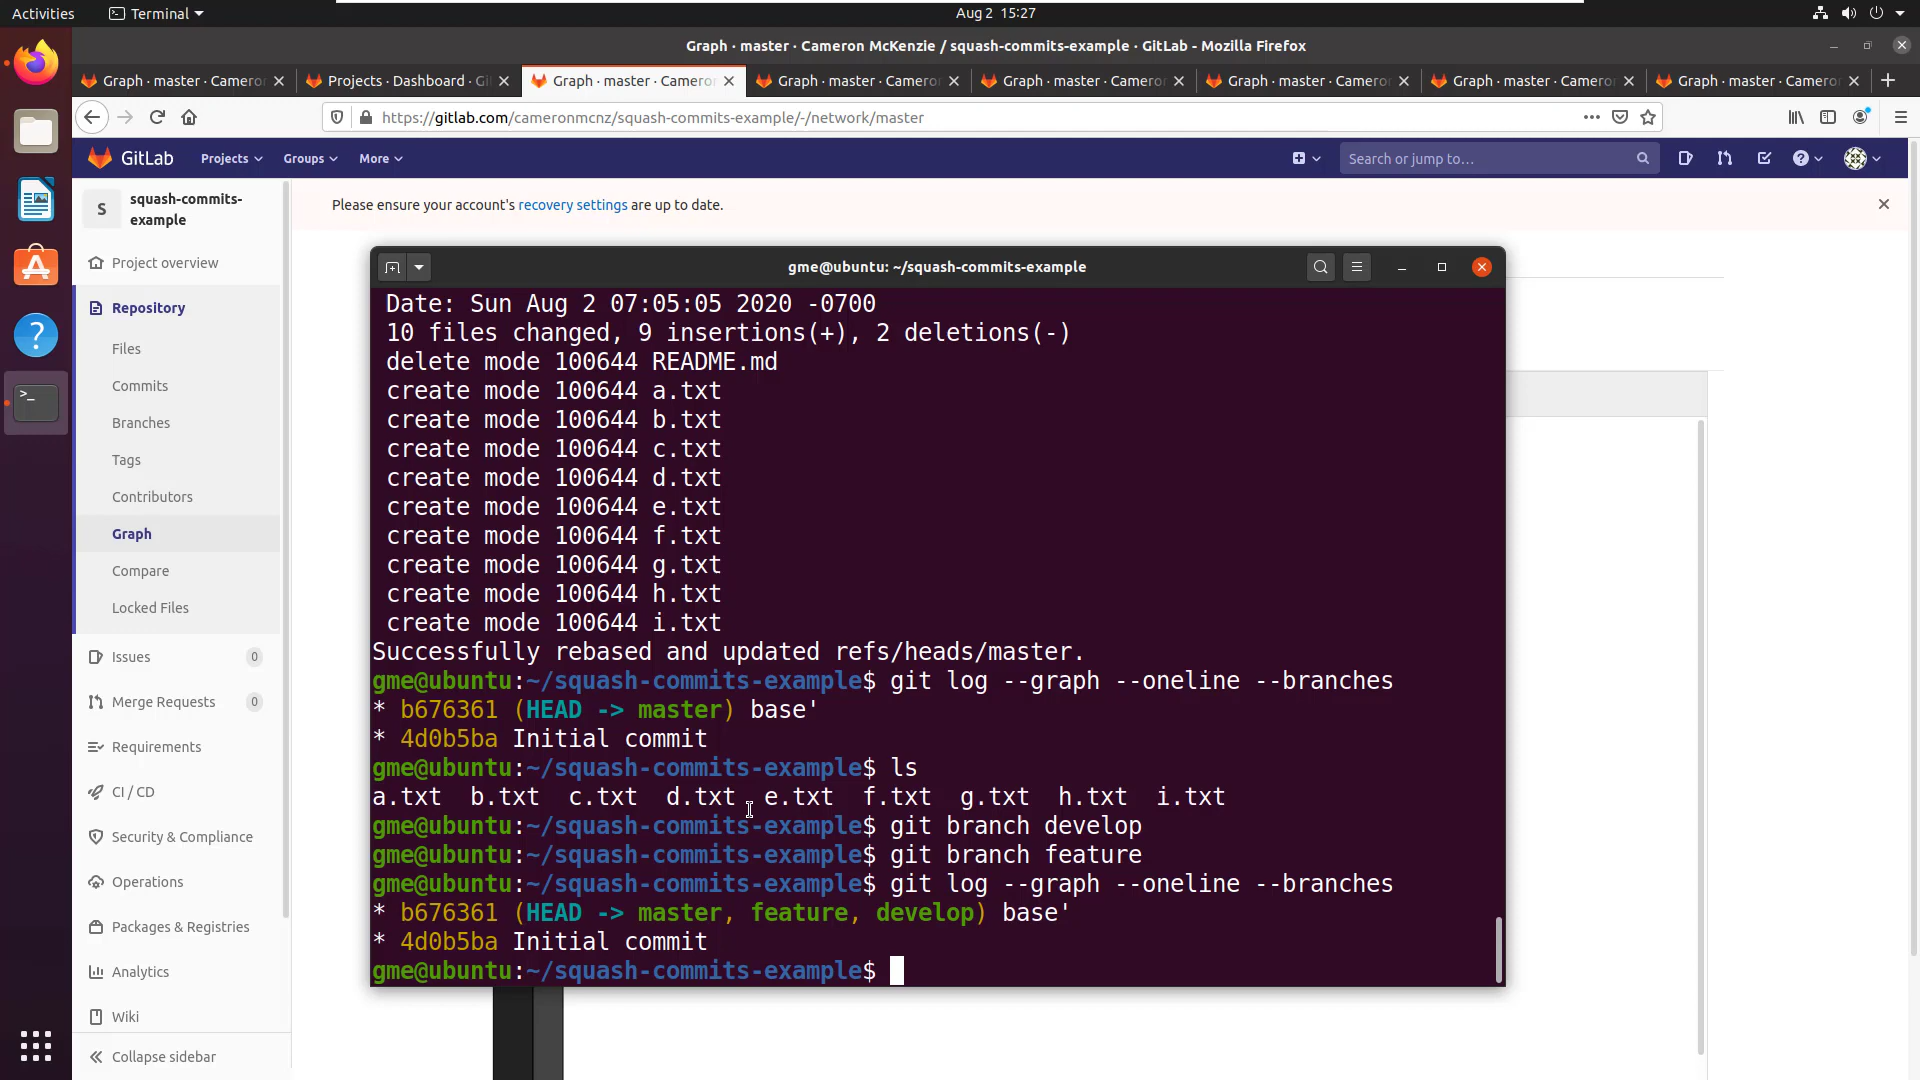 Activities
Terminal
Aug 2 15:27
Graph · master · Cameron McKenzie / squash-commits-example · GitLab - Mozilla Firefox
Graph · master · Cameron
Projects · Dashboard · Gi
Graph · master · Cameron
Graph · master · Cameron
Graph · master · Cameron
Graph · master · Cameron
Graph · master · Cameron
Graph · master · Cameron
https://gitlab.com/cameronmcnz/squash-commits-example/-/network/master
GitLab
Projects
Groups
More
Search or jump to…
S
squash-commits-
example
Project overview
Repository
Files
Commits
Branches
Tags
Contributors
Graph
Compare
Locked Files
Issues 0
Merge Requests 0
Requirements
CI / CD
Security & Compliance
Operations
Packages & Registries
Analytics
Wiki
Collapse sidebar
Please ensure your account's recovery settings are up to date.
gme@ubuntu: ~/squash-commits-example
Date: Sun Aug 2 07:05:05 2020 -0700
10 files changed, 9 insertions(+), 2 deletions(-)
delete mode 100644 README.md
create mode 100644 a.txt
create mode 100644 b.txt
create mode 100644 c.txt
create mode 100644 d.txt
create mode 100644 e.txt
create mode 100644 f.txt
create mode 100644 g.txt
create mode 100644 h.txt
create mode 100644 i.txt
Successfully rebased and updated refs/heads/master.
gme@ubuntu:~/squash-commits-example$ git log --graph --oneline --branches
* b676361 (HEAD -> master) base'
* 4d0b5ba Initial commit
gme@ubuntu:~/squash-commits-example$ ls
a.txt b.txt c.txt d.txt e.txt f.txt g.txt h.txt i.txt
gme@ubuntu:~/squash-commits-example$ git branch develop
gme@ubuntu:~/squash-commits-example$ git branch feature
gme@ubuntu:~/squash-commits-example$ git log --graph --oneline --branches
* b676361 (HEAD -> master, feature, develop) base'
* 4d0b5ba Initial commit
gme@ubuntu:~/squash-commits-example$